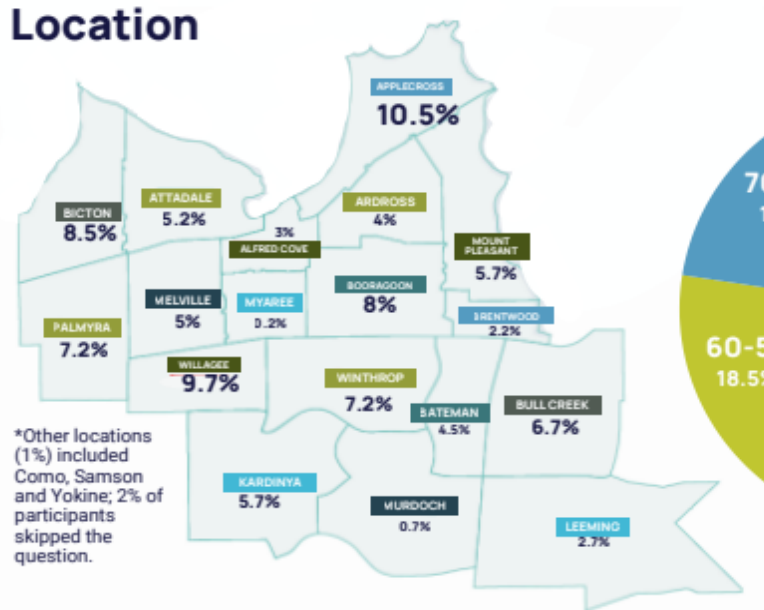 Location
APPLECROSS
10.5%
ATTADALE
5.2%
BICTON
8.5%
ARDROSS
4%
3%
ALFRED COVE
MOUNT
PLEASANT
5.7%
MELVILLE
5%
MYAREE
0.2%
BOORAGOON
8%
BRENTWOOD
2.2%
PALMYRA
7.2%
WILLAGEE
9.7%
WINTHROP
7.2%
BATEMAN
4.5%
BULL CREEK
6.7%
*Other locations
(1%) included
Como, Samson
and Yokine; 2% of
participants
skipped the
question.
KARDINYA
5.7%
MURDOCH
0.7%
LEEMING
2.7%
60-5
18.5%